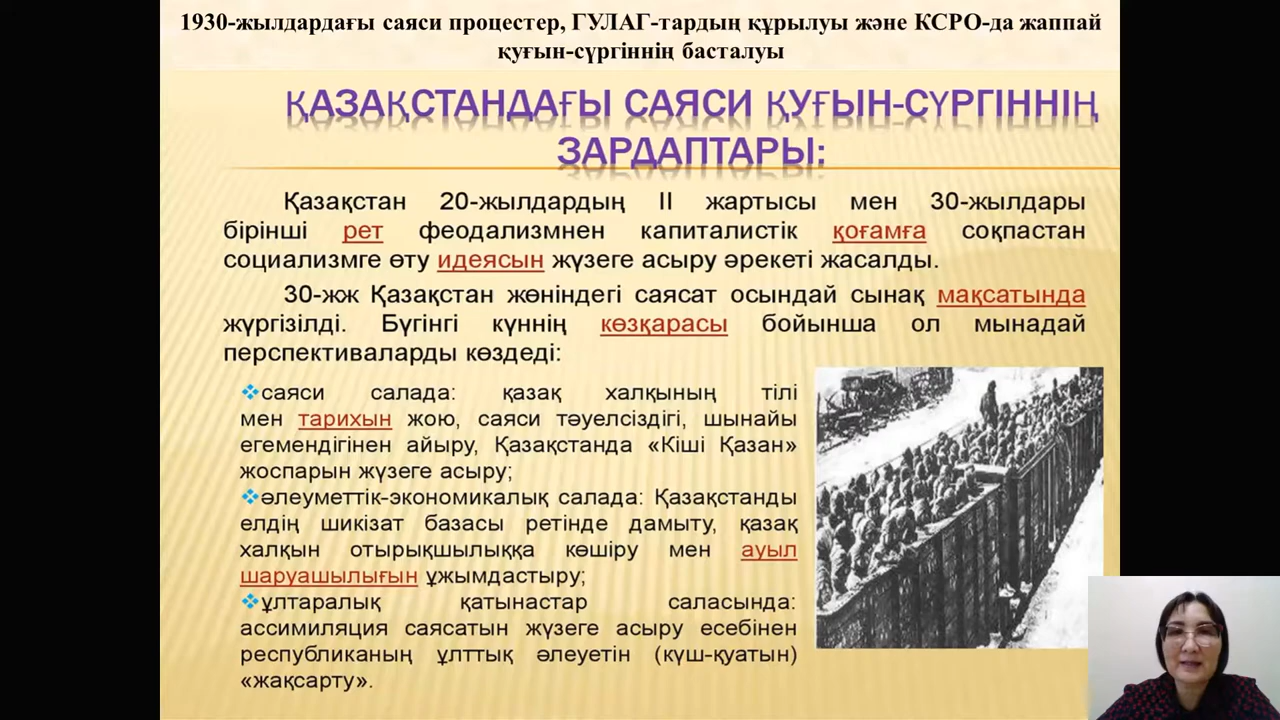 1930-жылдардағы саяси процестер, ГУЛАГ-тардың құрылуы және КСРО-да жаппай
қуғын-сүргіннің басталуы
ҚАЗАҚСТАНДАҒЫ САЯСИ ҚУҒЫН-СҮРГІННІҢ
ЗАРДАПТАРЫ:
Қазақстан 20-жылдардың II жартысы мен 30-жылдары
бірінші рет феодализмнен капиталистік қоғамға соқпастан
социализмге өту идеясын жүзеге асыру әрекеті жасалды.
30-жж Қазақстан жөніндегі саясат осындай сынақ мақсатында
жүргізілді. Бүгінгі күннің көзқарасы бойынша ол мынадай
перспективаларды көздеді:
❖саяси салада: қазақ халқының тілі
мен тарихын жою, саяси тәуелсіздігі, шынайы
егемендігінен айыру, Қазақстанда «Кіші Қазан»
жоспарын жүзеге асыру;
❖әлеуметтік-экономикалық салада: Қазақстанды
елдің шикізат базасы ретінде дамыту, қазақ
халқын отырықшылыққа көшіру мен ауыл
шаруашылығын ұжымдастыру;
❖ұлтаралық қатынастар саласында:
ассимиляция саясатын жүзеге асыру есебінен
республиканың ұлттық әлеуетін (күш-қуатын)
«жақсарту».